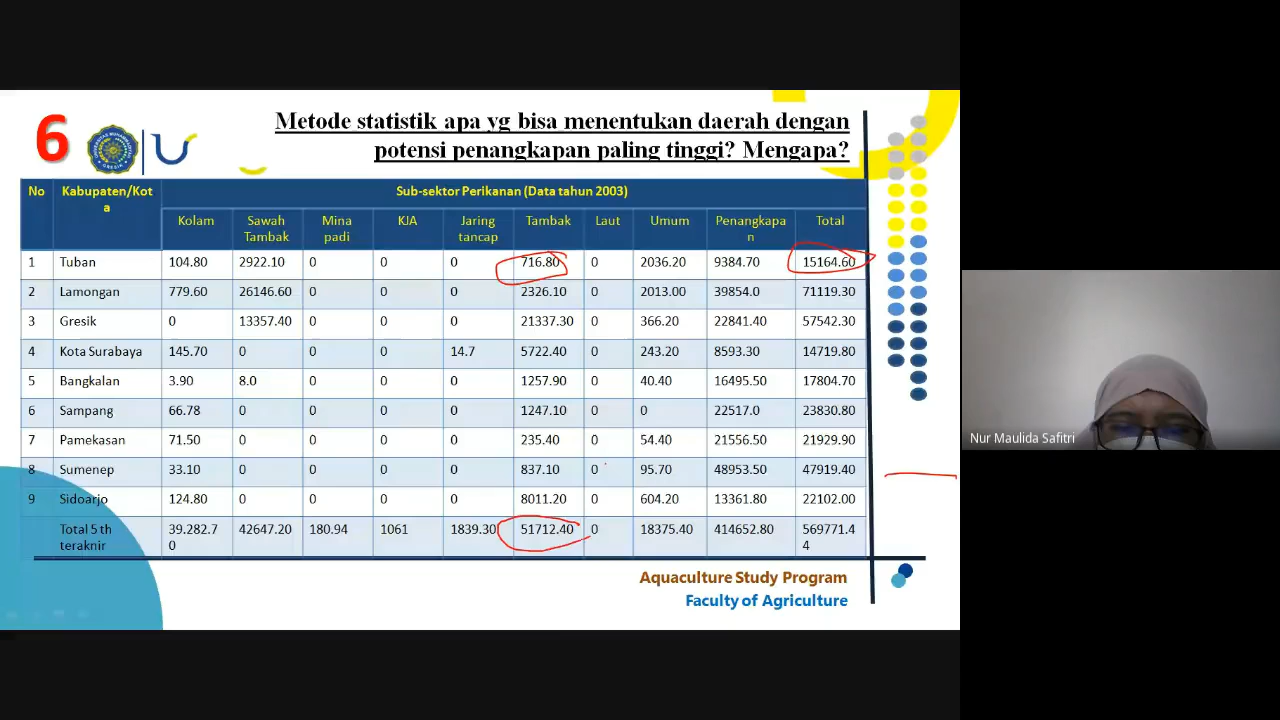 6
Metode statistik apa yg bisa menentukan daerah dengan
potensi penangkapan paling tinggi? Mengapa?
No Kabupaten/Kot
a Sub-sektor Perikanan (Data tahun 2003)
Kolam Sawah
Tambak Mina
padi KJA Jaring
tancap Tambak Laut Umum Penangkapa
n Total
1 Tuban 104.80 2922.10 0 0 0 716.80 0 2036.20 9384.70 15164.60
2 Lamongan 779.60 26146.60 0 0 0 2326.10 0 2013.00 39854.0 71119.30
3 Gresik 0 13357.40 0 0 0 21337.30 0 366.20 22841.40 57542.30
4 Kota Surabaya 145.70 0 0 0 14.7 5722.40 0 243.20 8593.30 14719.80
5 Bangkalan 3.90 8.0 0 0 0 1257.90 0 40.40 16495.50 17804.70
6 Sampang 66.78 0 0 0 0 1247.10 0 0 22517.0 23830.80
7 Pamekasan 71.50 0 0 0 0 235.40 0 54.40 21556.50 21929.90
8 Sumenep 33.10 0 0 0 0 837.10 0 95.70 48953.50 47919.40
9 Sidoarjo 124.80 0 0 0 0 8011.20 0 604.20 13361.80 22102.00
Total 5 th
teraknir 39.282.7
0 42647.20 180.94 1061 1839.30 51712.40 0 18375.40 414652.80 569771.4
4
Aquaculture Study Program
Faculty of Agriculture
Nur Maulida Safitri